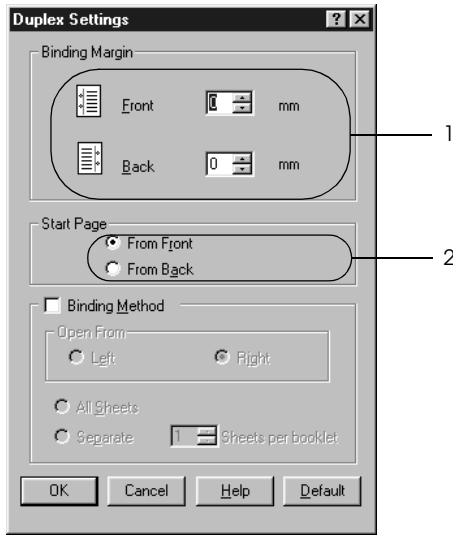 Duplex Settings ? X
Binding Margin
Front 0 mm 1
Back 0 mm
Start Page
From Front
From Back 2
Binding Method
Open From
Left Right
All Sheets
Separate 1 Sheets per booklet
OK Cancel Help Default